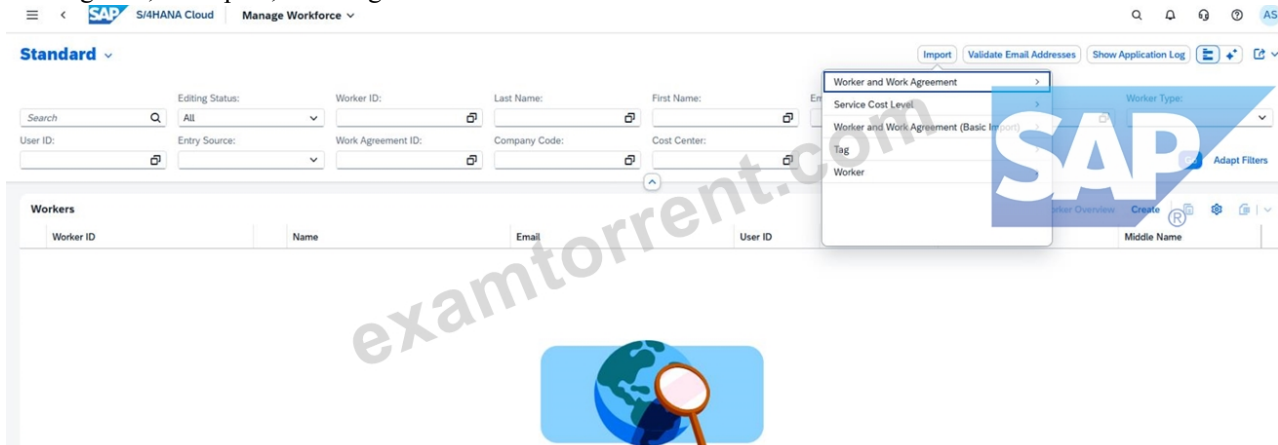 SAP S/4HANA Cloud Manage Workforce AS
Standard
Import Validate Email Addresses Show Application Log
Worker and Work Agreement
Service Cost Level
Worker and Work Agreement (Basic Import)
Tag
Worker
Editing Status: Worker ID: Last Name: First Name: Worker Type:
Search All
User ID: Entry Source: Work Agreement ID: Company Code: Cost Center:
Adapt Filters
SAP
®
Workers
Overview Create
Worker ID Name Email User ID Middle Name
examtorrent.com